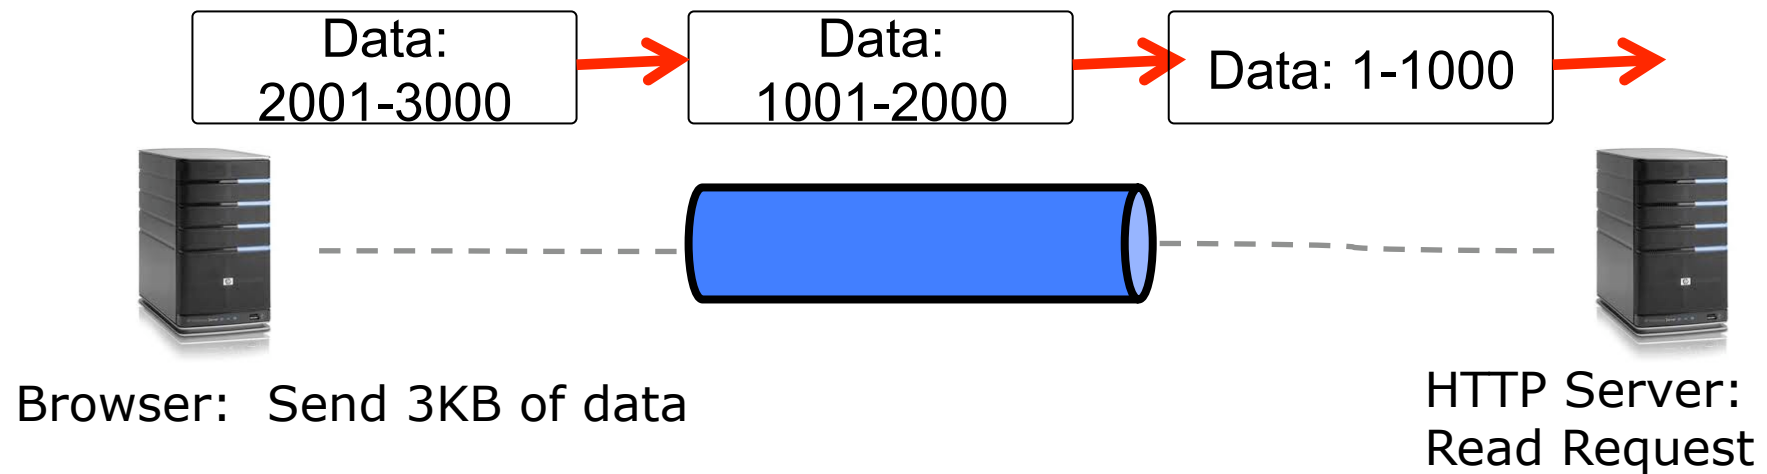 Data:
2001-3000
Data:
1001-2000
Data: 1-1000
Browser: Send 3KB of data
HTTP Server:
Read Request